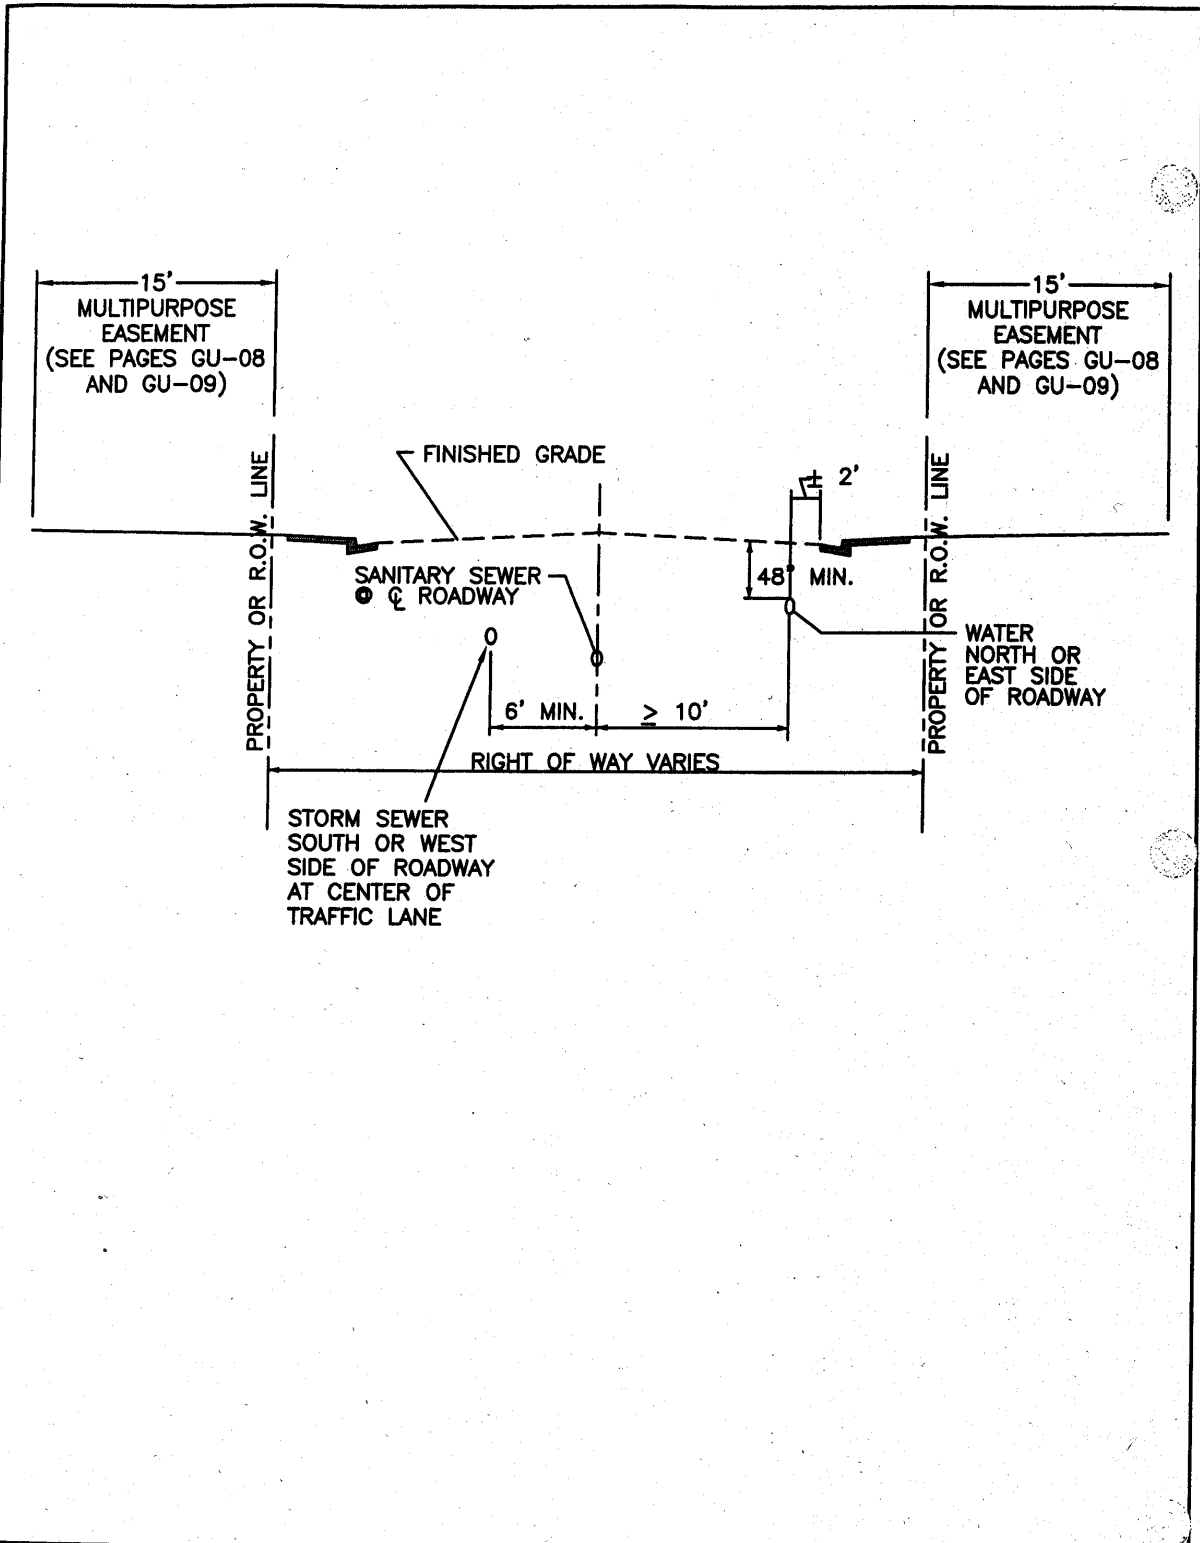 15'
MULTIPURPOSE
EASEMENT
(SEE PAGES GU-08
AND GU-09)
15'
MULTIPURPOSE
EASEMENT
(SEE PAGES GU-08
AND GU-09)
PROPERTY OR R.O.W. LINE
FINISHED GRADE
± 2'
PROPERTY OR R.O.W. LINE
SANITARY SEWER
@ ℄ ROADWAY
48" MIN.
WATER
NORTH OR
EAST SIDE
OF ROADWAY
6' MIN.
≥ 10'
RIGHT OF WAY VARIES
STORM SEWER
SOUTH OR WEST
SIDE OF ROADWAY
AT CENTER OF
TRAFFIC LANE